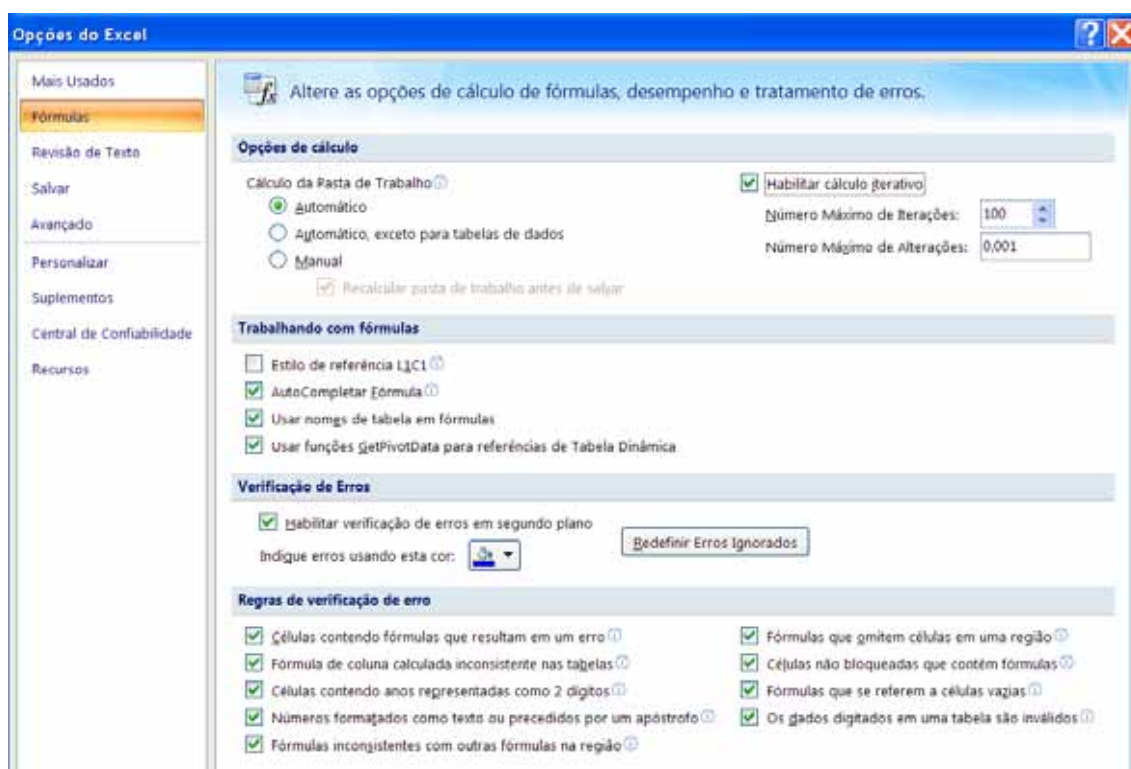 Opções do Excel
Mais Usados
Fórmulas
Revisão de Texto
Salvar
Avançado
Personalizar
Suplementos
Central de Confiabilidade
Recursos
Altere as opções de cálculo de fórmulas, desempenho e tratamento de erros.
Opções de cálculo
Cálculo da Pasta de Trabalho
Automático
Automático, exceto para tabelas de dados
Manual
Recalcular pasta de trabalho antes de salvar
Habilitar cálculo iterativo
Número Máximo de Iterações: 100
Número Máximo de Alterações: 0,001
Trabalhando com fórmulas
Estilo de referência L1C1
AutoCompletar Fórmula
Usar nomes de tabela em fórmulas
Usar funções GetPivotData para referências de Tabela Dinâmica
Verificação de Erros
Habilitar verificação de erros em segundo plano
Indique erros usando esta cor:
Redefinir Erros Ignorados
Regras de verificação de erro
Células contendo fórmulas que resultam em um erro
Fórmula de coluna calculada inconsistente nas tabelas
Células contendo anos representadas como 2 dígitos
Números formatados como texto ou precedidos por um apóstrofo
Fórmulas inconsistentes com outras fórmulas na região
Fórmulas que omitem células em uma região
Células não bloqueadas que contêm fórmulas
Fórmulas que se referem a células vazias
Os dados digitados em uma tabela são inválidos